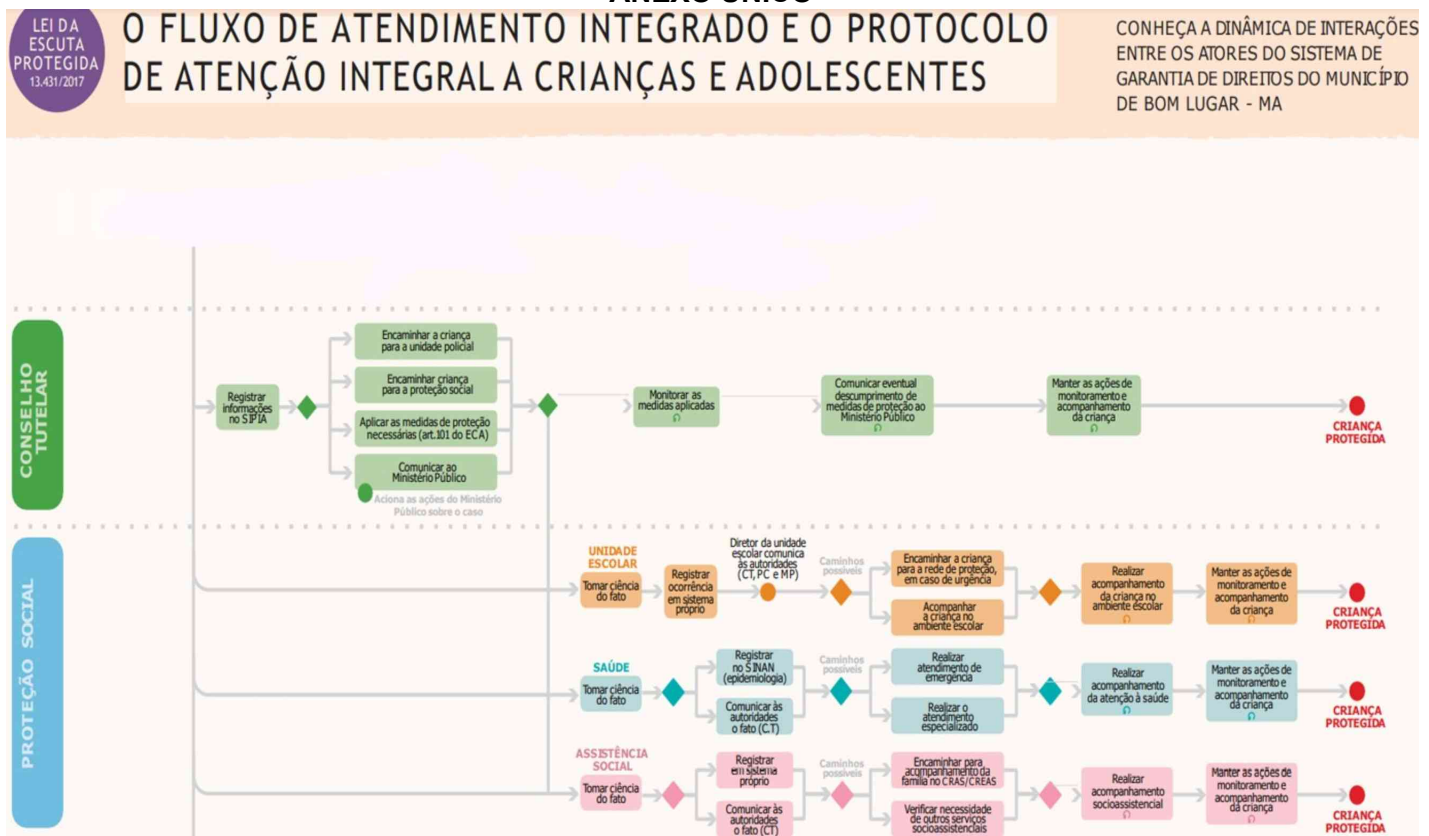 ANEXO ÚNICO
LEI DA
ESCUTA
PROTEGIDA
13.431/2017
O FLUXO DE ATENDIMENTO INTEGRADO E O PROTOCOLO
DE ATENÇÃO INTEGRAL A CRIANÇAS E ADOLESCENTES
CONHEÇA A DINÂMICA DE INTERAÇÕES
ENTRE OS ATORES DO SISTEMA DE
GARANTIA DE DIREITOS DO MUNICÍPIO
DE BOM LUGAR - MA
CONSELHO
TUTELAR
Registrar
informações
no SIPIA
Encaminhar a criança
para a unidade policial
Encaminhar criança
para a proteção social
Aplicar as medidas de proteção
necessárias (art.101 do ECA)
Comunicar ao
Ministério Público
Aciona as ações do Ministério
Público sobre o caso
Monitorar as
medidas aplicadas
Comunicar eventual
descumprimento de
medidas de proteção ao
Ministério Público
Manter as ações de
monitoramento e
acompanhamento
da criança
CRIANÇA
PROTEGIDA
PROTEÇÃO SOCIAL
UNIDADE
ESCOLAR
Tomar ciência
do fato
Registrar
ocorrência
em sistema
próprio
Diretor da unidade
escolar comunica
às autoridades
(CT, PC e MP)
Caminhos
possíveis
Encaminhar a criança
para a rede de proteção,
em caso de urgência
Acompanhar
a criança no
ambiente escolar
Realizar
acompanhamento
da criança no
ambiente escolar
Manter as ações de
monitoramento e
acompanhamento
da criança
CRIANÇA
PROTEGIDA
SAÚDE
Tomar ciência
do fato
Registrar
no SINAN
(epidemiologia)
Comunicar às
autoridades
o fato (C.T)
Caminhos
possíveis
Realizar
atendimento de
emergência
Realizar o
atendimento
especializado
Realizar
acompanhamento
da atenção à saúde
Manter as ações de
monitoramento e
acompanhamento
da criança
CRIANÇA
PROTEGIDA
ASSISTÊNCIA
SOCIAL
Tomar ciência
do fato
Registrar
em sistema
próprio
Comunicar às
autoridades
o fato (CT)
Caminhos
possíveis
Encaminhar para
acompanhamento da
família no CRAS/CREAS
Verificar necessidade
de outros serviços
socioassistenciais
Realizar
acompanhamento
socioassistencial
Manter as ações de
monitoramento e
acompanhamento
da criança
CRIANÇA
PROTEGIDA